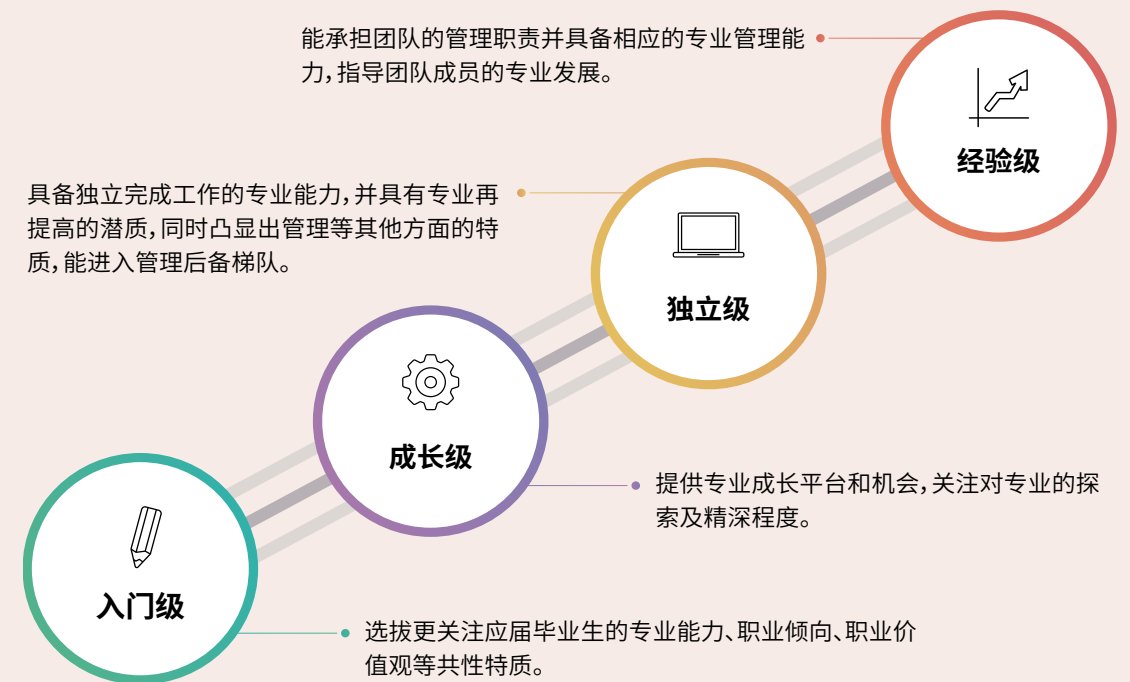 能承担团队的管理职责并具备相应的专业管理能
力，指导团队成员的专业发展。
经验级
具备独立完成工作的专业能力，并具有专业再
提高的潜质，同时凸显出管理等其他方面的特
质，能进入管理后备梯队。
独立级
成长级
提供专业成长平台和机会，关注对专业的探
索及精深程度。
入门级
选拔更关注应届毕业生的专业能力、职业倾向、职业价
值观等共性特质。